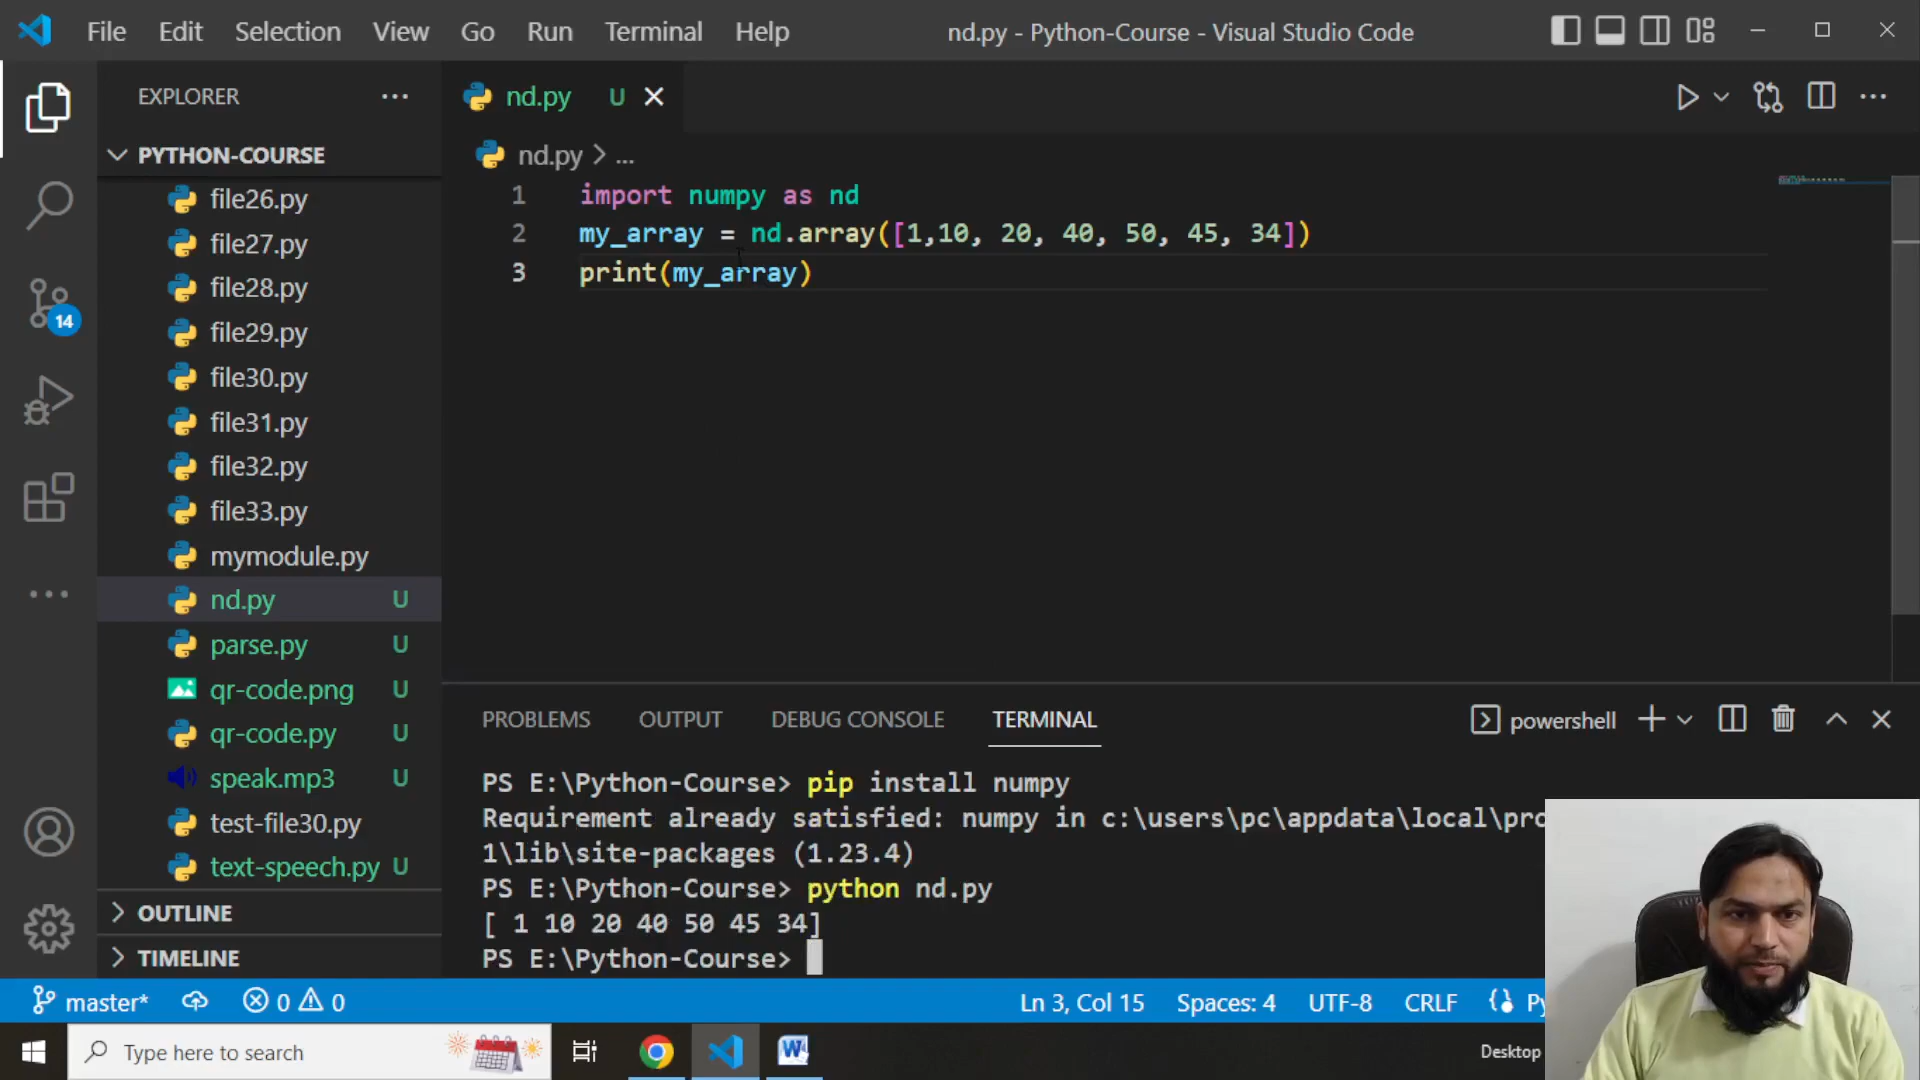 File Edit Selection View Go Run Terminal Help nd.py - Python-Course - Visual Studio Code
EXPLORER
nd.py U
PYTHON-COURSE
nd.py > ...
file26.py
file27.py
file28.py
file29.py
file30.py
file31.py
file32.py
file33.py
mymodule.py
nd.py U
parse.py U
qr-code.png U
qr-code.py U
speak.mp3 U
test-file30.py
text-speech.py U
OUTLINE
TIMELINE
14
1 import numpy as nd
2 my_array = nd.array([1,10, 20, 40, 50, 45, 34])
3 print(my_array)
PROBLEMS OUTPUT DEBUG CONSOLE TERMINAL powershell
PS E:\Python-Course> pip install numpy
Requirement already satisfied: numpy in c:\users\pc\appdata\local\pro
1\lib\site-packages (1.23.4)
PS E:\Python-Course> python nd.py
[ 1 10 20 40 50 45 34]
PS E:\Python-Course>
master* 0 0 Ln 3, Col 15 Spaces: 4 UTF-8 CRLF Py
Type here to search Desktop